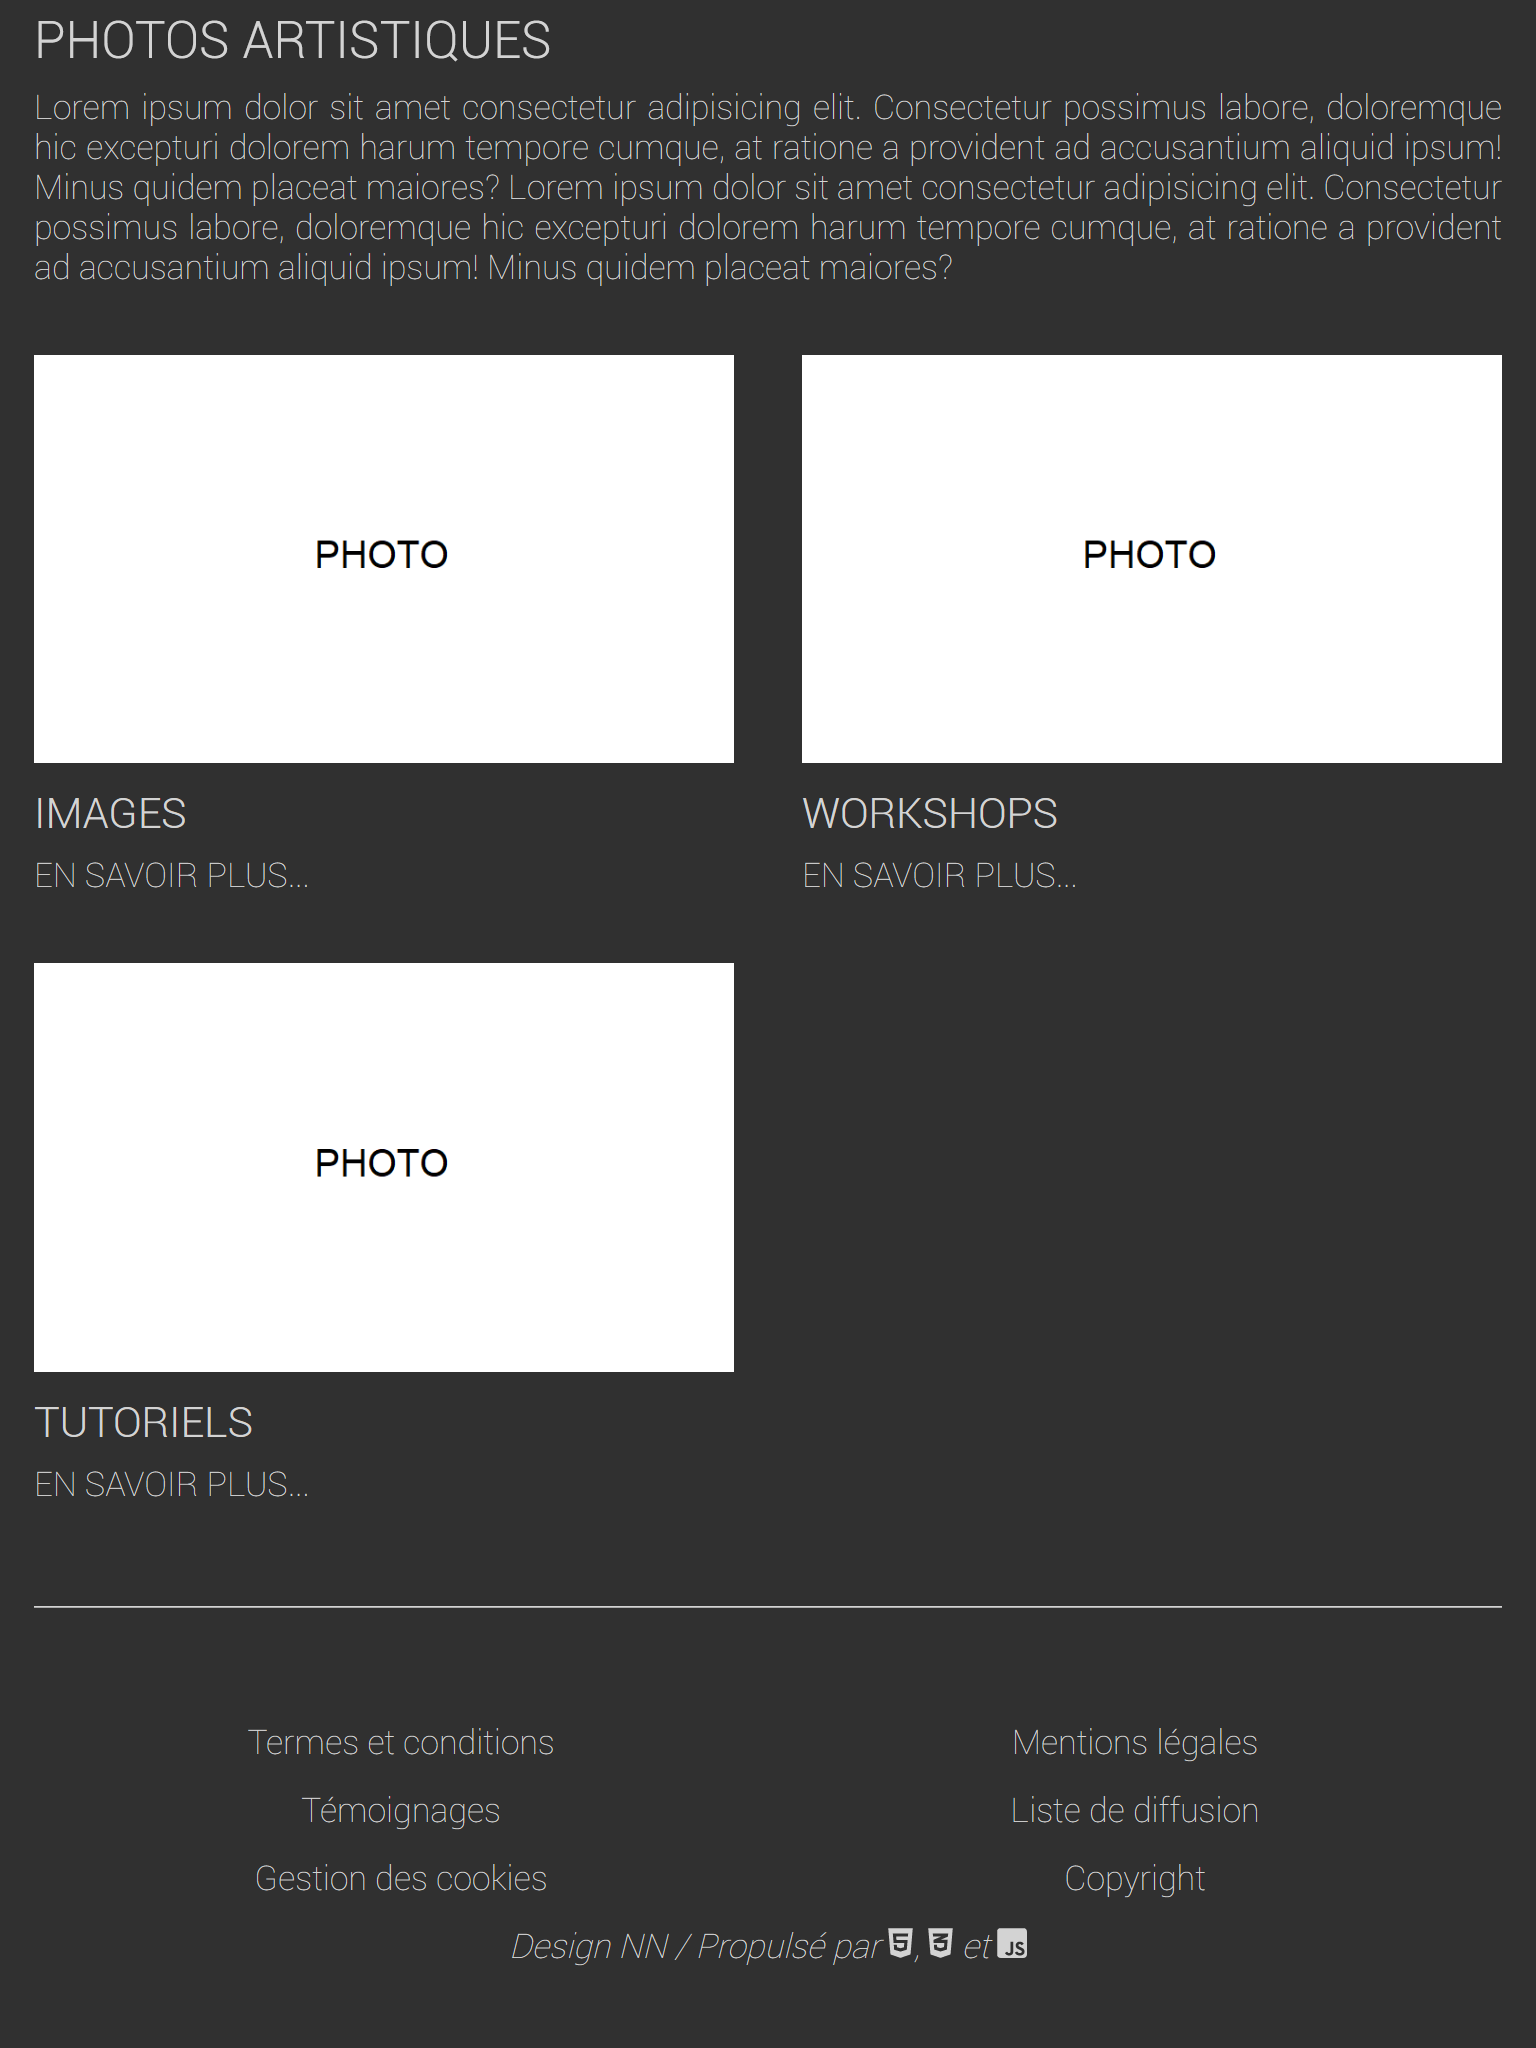 PHOTOS ARTISTIQUES
Lorem ipsum dolor sit amet consectetur adipisicing elit. Consectetur possimus labore, doloremque
hic excepturi dolorem harum tempore cumque, at ratione a provident ad accusantium aliquid ipsum!
Minus quidem placeat maiores? Lorem ipsum dolor sit amet consectetur adipisicing elit. Consectetur
possimus labore, doloremque hic excepturi dolorem harum tempore cumque, at ratione a provident
ad accusantium aliquid ipsum! Minus quidem placeat maiores?
PHOTO
IMAGES
EN SAVOIR PLUS...
PHOTO
WORKSHOPS
EN SAVOIR PLUS...
PHOTO
TUTORIELS
EN SAVOIR PLUS...
Termes et conditions
Mentions légales
Témoignages
Liste de diffusion
Gestion des cookies
Copyright
Design NN / Propulsé par 5, 3 et JS